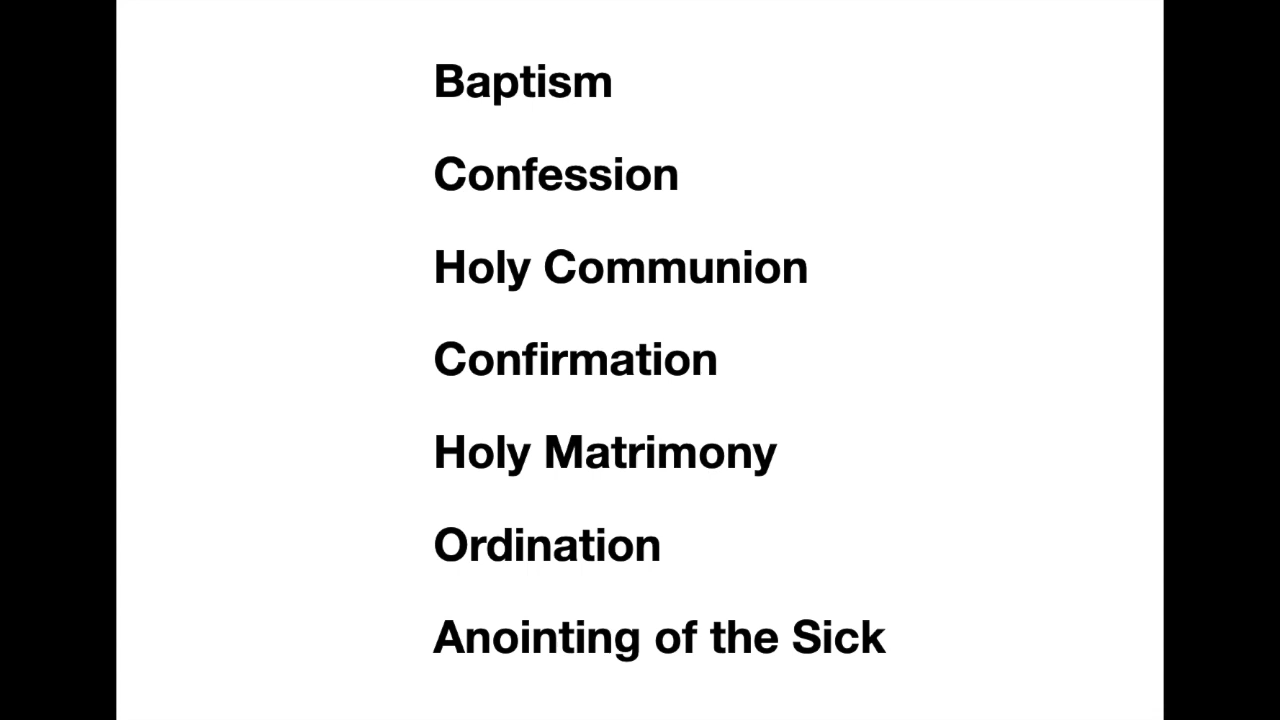 Baptism
Confession
Holy Communion
Confirmation
Holy Matrimony
Ordination
Anointing of the Sick